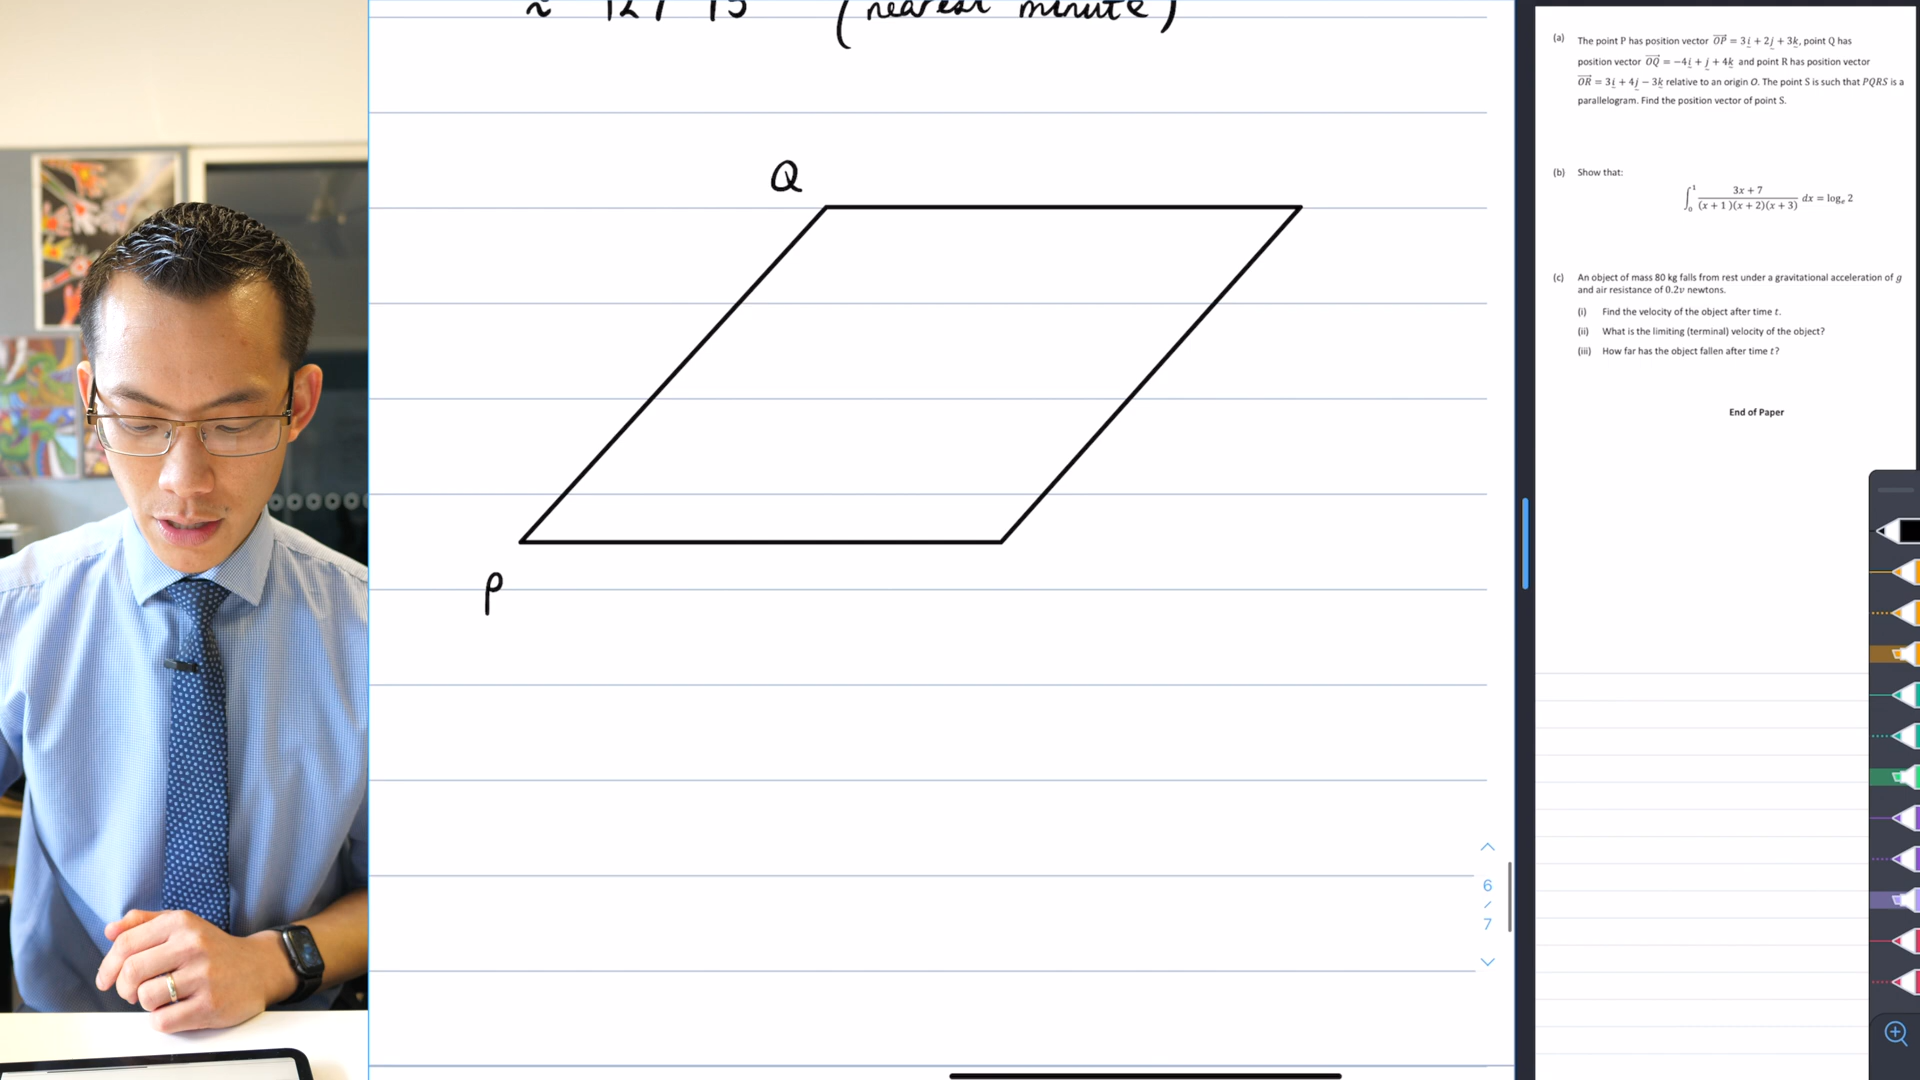 ≈ 127° 15' (nearest minute)
Q
P
6
/
7
(a) The point P has position vector OP = 3i + 2j + 3k, point Q has
position vector OQ = −4i + j + 4k and point R has position vector
OR = 3i + 4j − 3k relative to an origin O. The point S is such that PQRS is a
parallelogram. Find the position vector of point S.
(b) Show that:
∫₀¹ (3x + 7)/((x + 1)(x + 2)(x + 3)) dx = logₑ 2
(c) An object of mass 80 kg falls from rest under a gravitational acceleration of g
and air resistance of 0.2v newtons.
(i) Find the velocity of the object after time t.
(ii) What is the limiting (terminal) velocity of the object?
(iii) How far has the object fallen after time t?
End of Paper